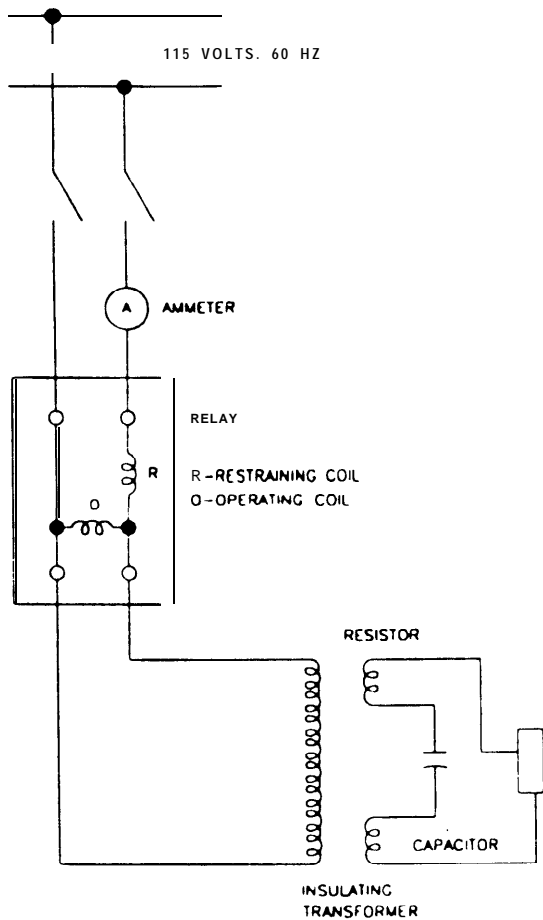 115 VOLTS. 60 HZ
A AMMETER
RELAY
R
R-RESTRAINING COIL
O
O-OPERATING COIL
RESISTOR
CAPACITOR
INSULATING
TRANSFORMER